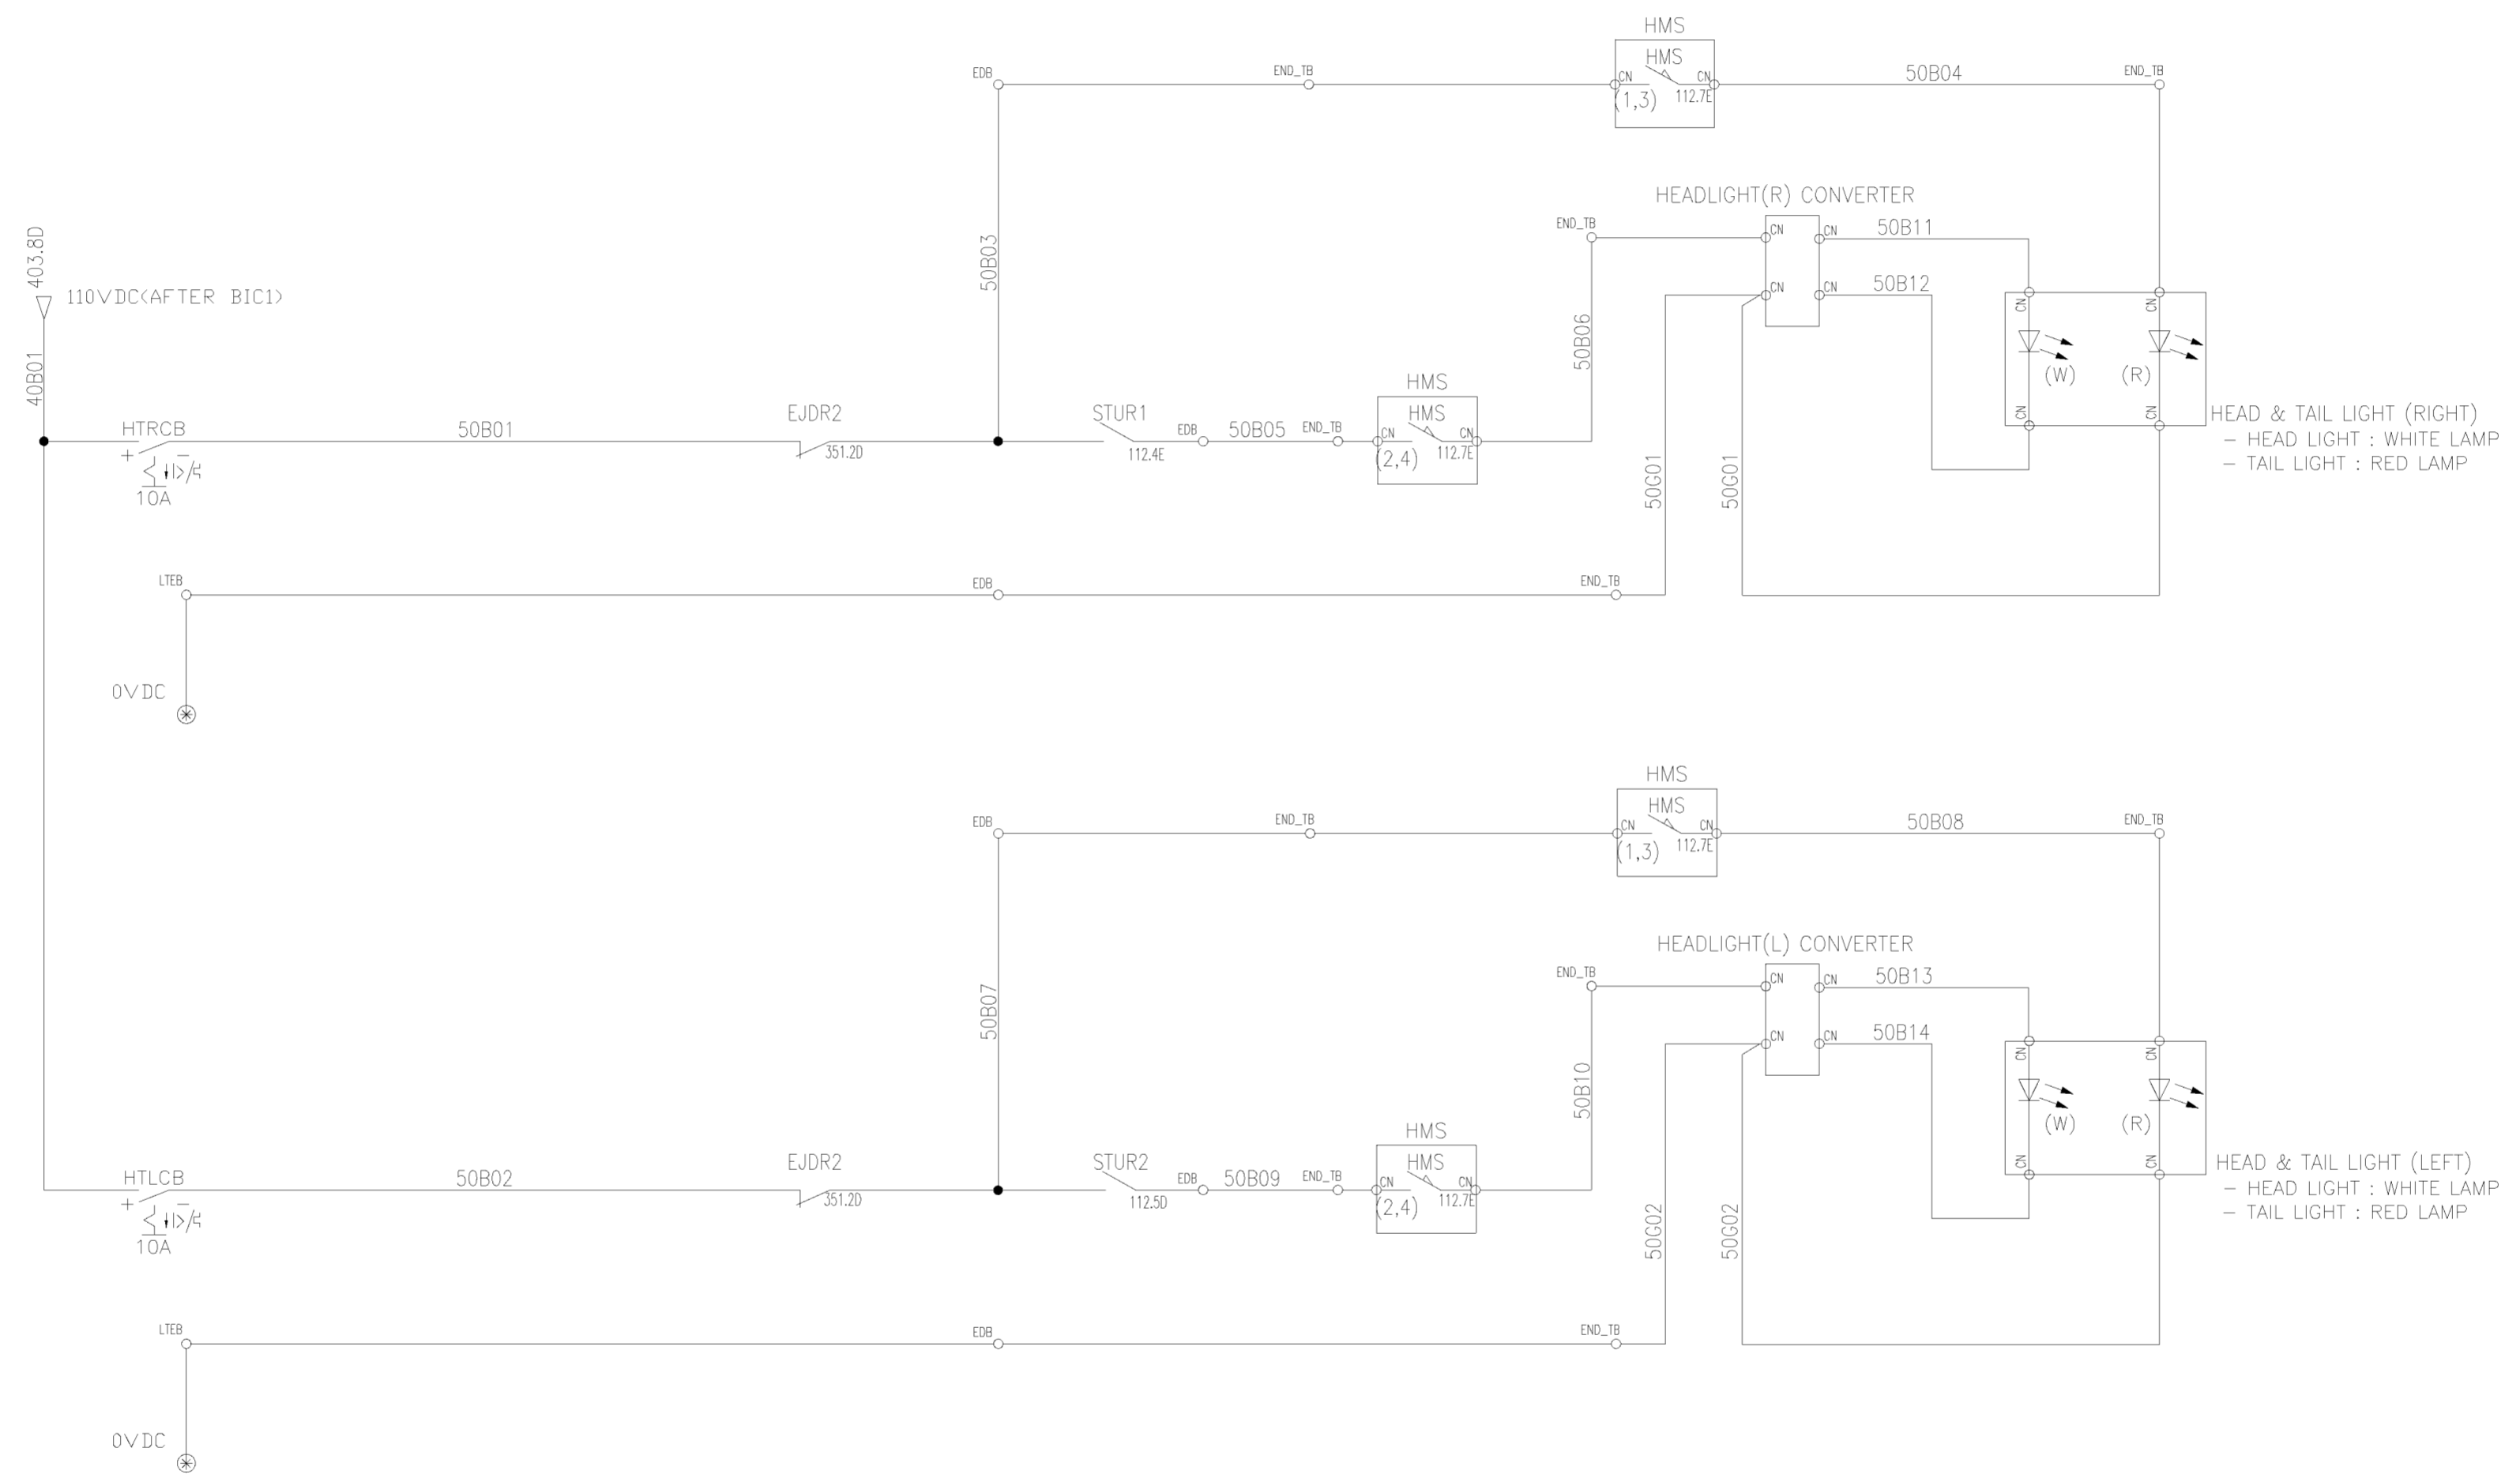 HMS
HMS
EDB
END_TB
CN
CN
50B04
END_TB
(1,3)
112.7E
HEADLIGHT(R) CONVERTER
END_TB
CN
CN
50B11
403.8D
50B03
110VDC(AFTER BIC1)
CN
CN
50B12
CN
CN
50B06
40B01
(W)
(R)
HMS
HTRCB
50B01
EJDR2
STUR1
EDB
50B05
END_TB
HMS
CN
CN
CN
CN
HEAD & TAIL LIGHT (RIGHT)
- HEAD LIGHT : WHITE LAMP
- TAIL LIGHT : RED LAMP
+
-
351.2D
112.4E
(2,4)
112.7E
10A
50G01
50G01
LTEB
EDB
END_TB
0VDC
HMS
HMS
EDB
END_TB
CN
CN
50B08
END_TB
(1,3)
112.7E
HEADLIGHT(L) CONVERTER
END_TB
CN
CN
50B13
50B07
CN
CN
50B14
CN
CN
50B10
(W)
(R)
HMS
HTLCB
50B02
EJDR2
STUR2
EDB
50B09
END_TB
HMS
CN
CN
CN
CN
HEAD & TAIL LIGHT (LEFT)
- HEAD LIGHT : WHITE LAMP
- TAIL LIGHT : RED LAMP
+
-
351.2D
112.5D
(2,4)
112.7E
10A
50G02
50G02
LTEB
EDB
END_TB
0VDC